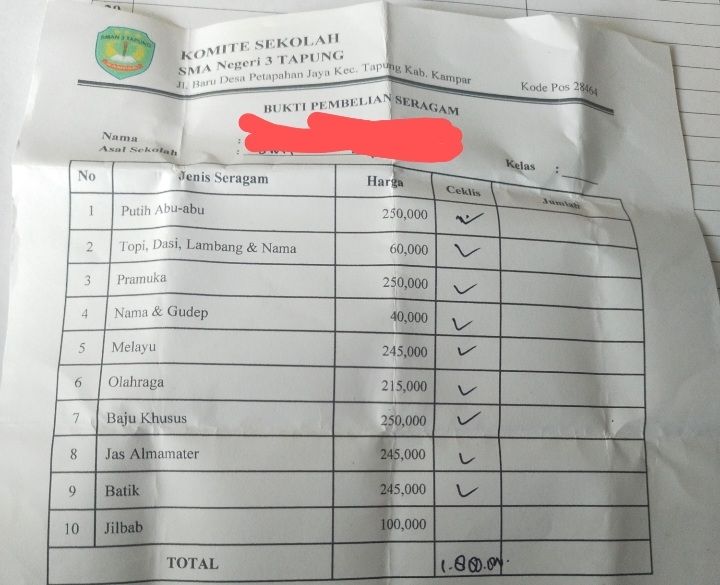 SMAN 3 TAPUNG
KOMITE SEKOLAH
SMA Negeri 3 TAPUNG
Jl. Baru Desa Petapahan Jaya Kec. Tapung Kab. Kampar
Kode Pos 28464
BUKTI PEMBELIAN SERAGAM
Nama :
Asal Sekolah :
Kelas :
No Jenis Seragam Harga Ceklis Jumlah
1 Putih Abu-abu 250,000 ✓
2 Topi, Dasi, Lambang & Nama 60,000 ✓
3 Pramuka 250,000 ✓
4 Nama & Gudep 40,000 ✓
5 Melayu 245,000 ✓
6 Olahraga 215,000 ✓
7 Baju Khusus 250,000 ✓
8 Jas Almamater 245,000 ✓
9 Batik 245,000 ✓
10 Jilbab 100,000
TOTAL